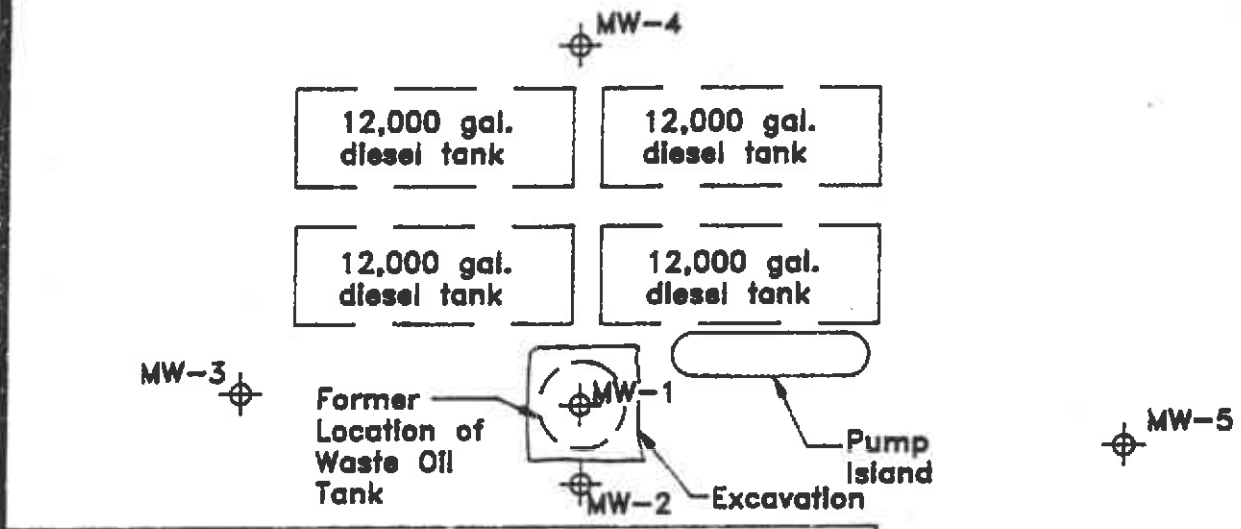 MW-4
12,000 gal.
diesel tank
12,000 gal.
diesel tank
12,000 gal.
diesel tank
12,000 gal.
diesel tank
MW-3
Former
Location of
Waste Oil
Tank
MW-1
MW-2
Excavation
Pump
Island
MW-5